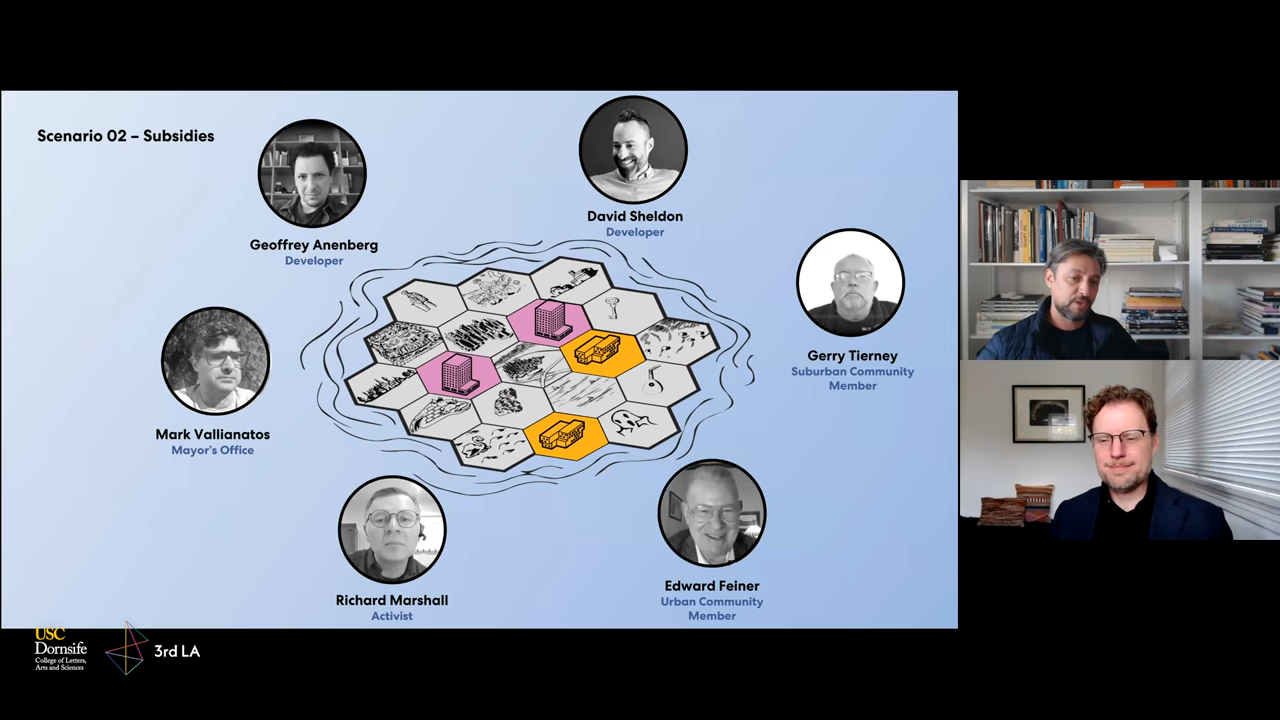 Scenario 02 – Subsidies
Geoffrey Anenberg
Developer
David Sheldon
Developer
Gerry Tierney
Suburban Community
Member
Mark Vallianatos
Mayor's Office
Richard Marshall
Activist
Edward Feiner
Urban Community
Member
USC
Dornsife
College of Letters,
Arts and Sciences
3rd LA